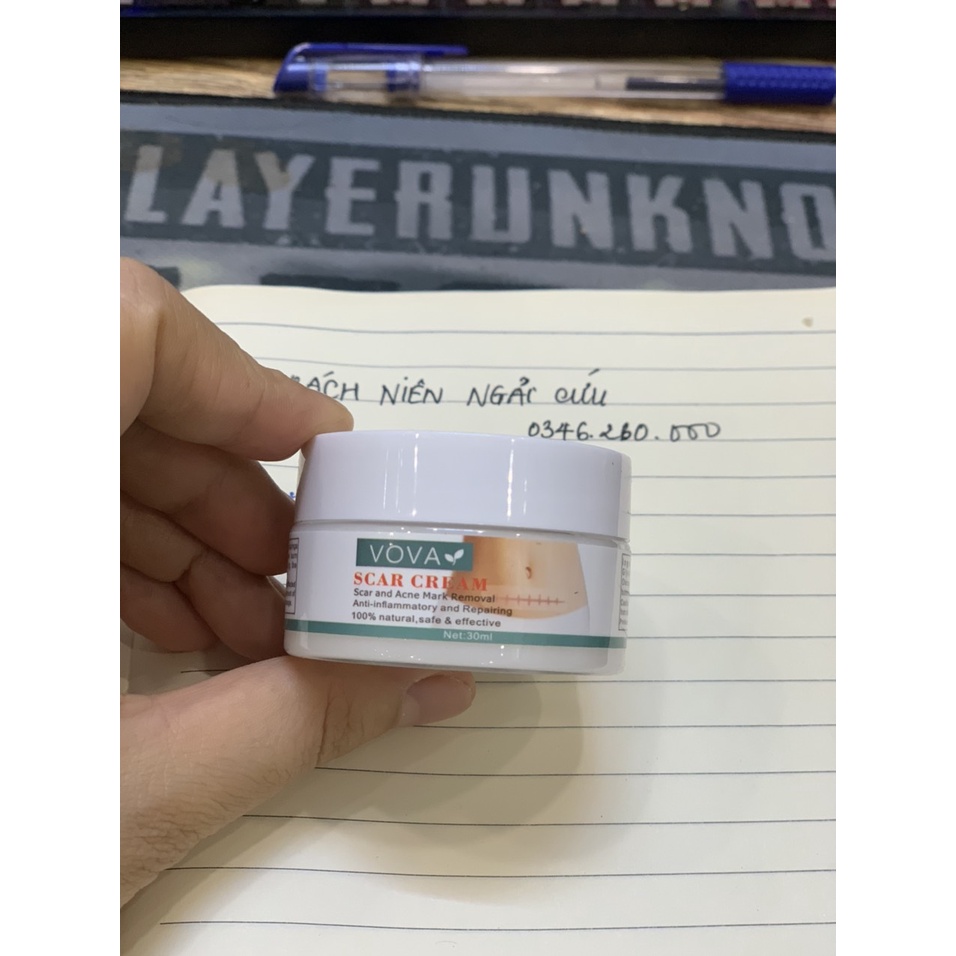 LAYERUNKNO
BÁCH NIÊN NGẢI CỨU
0346.260.000
VOVA
SCAR CREAM
Scar and Acne Mark Removal
Anti-inflammatory and Repairing
100% natural,safe & effective
Net:30ml